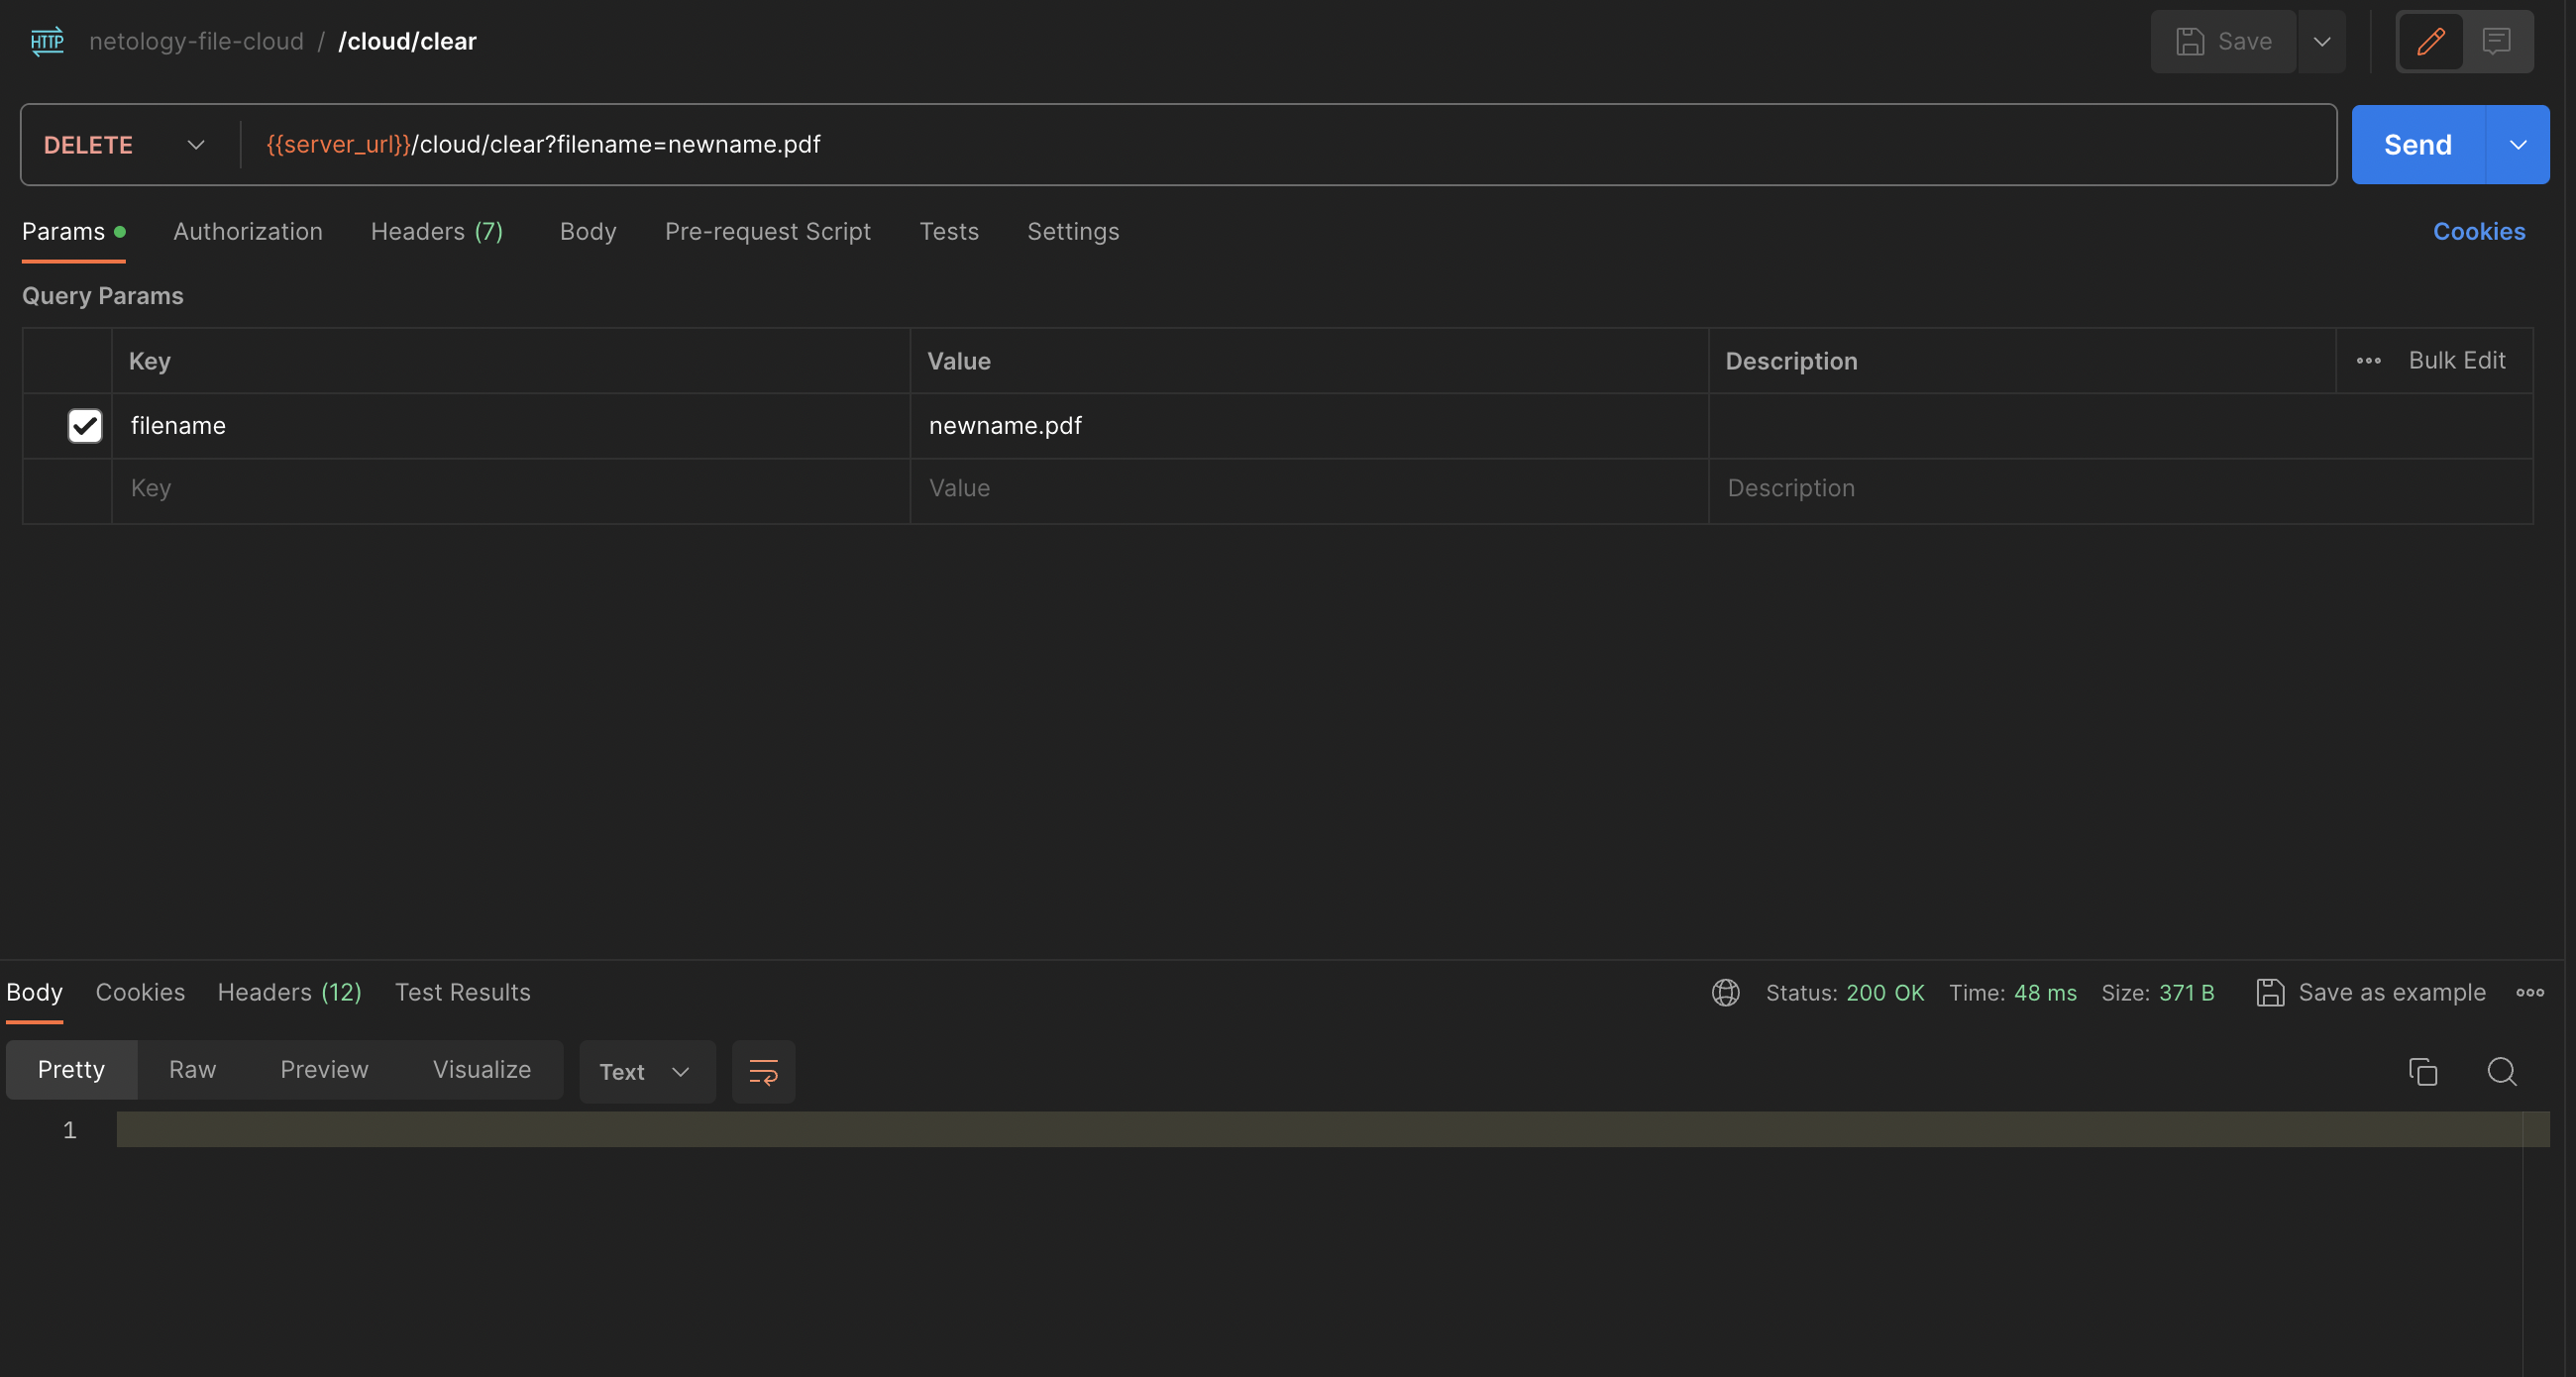 HTTP netology-file-cloud / /cloud/clear Save
DELETE {{server_url}}/cloud/clear?filename=newname.pdf Send
Params Authorization Headers (7) Body Pre-request Script Tests Settings Cookies
Query Params
Key Value Description Bulk Edit
filename newname.pdf
Key Value Description
Body Cookies Headers (12) Test Results Status: 200 OK Time: 48 ms Size: 371 B Save as example
Pretty Raw Preview Visualize Text
1